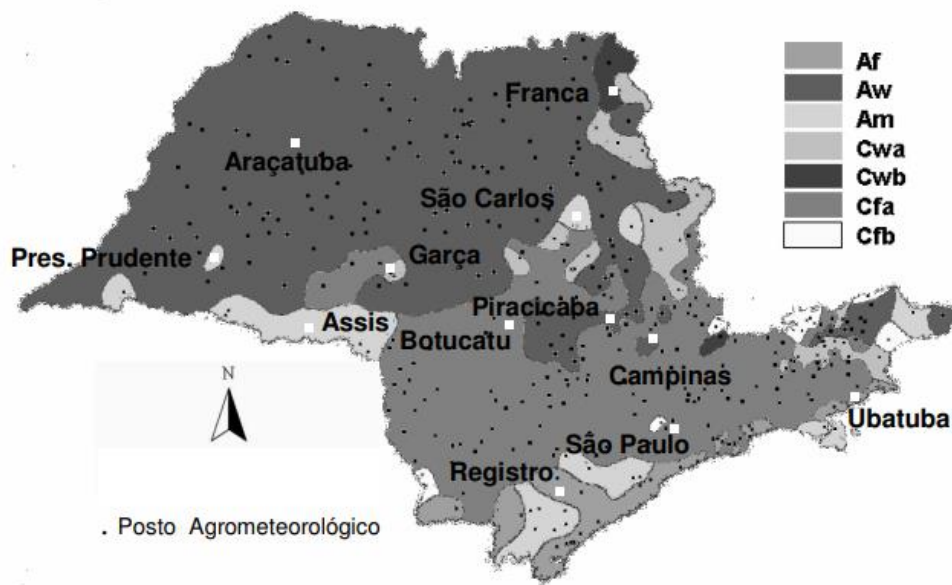 Franca
Araçatuba
São Carlos
Pres. Prudente
Garça
Piracicaba
Assis
Botucatu
Campinas
Ubatuba
São Paulo
Registro
N
. Posto Agrometeorológico
Af
Aw
Am
Cwa
Cwb
Cfa
Cfb